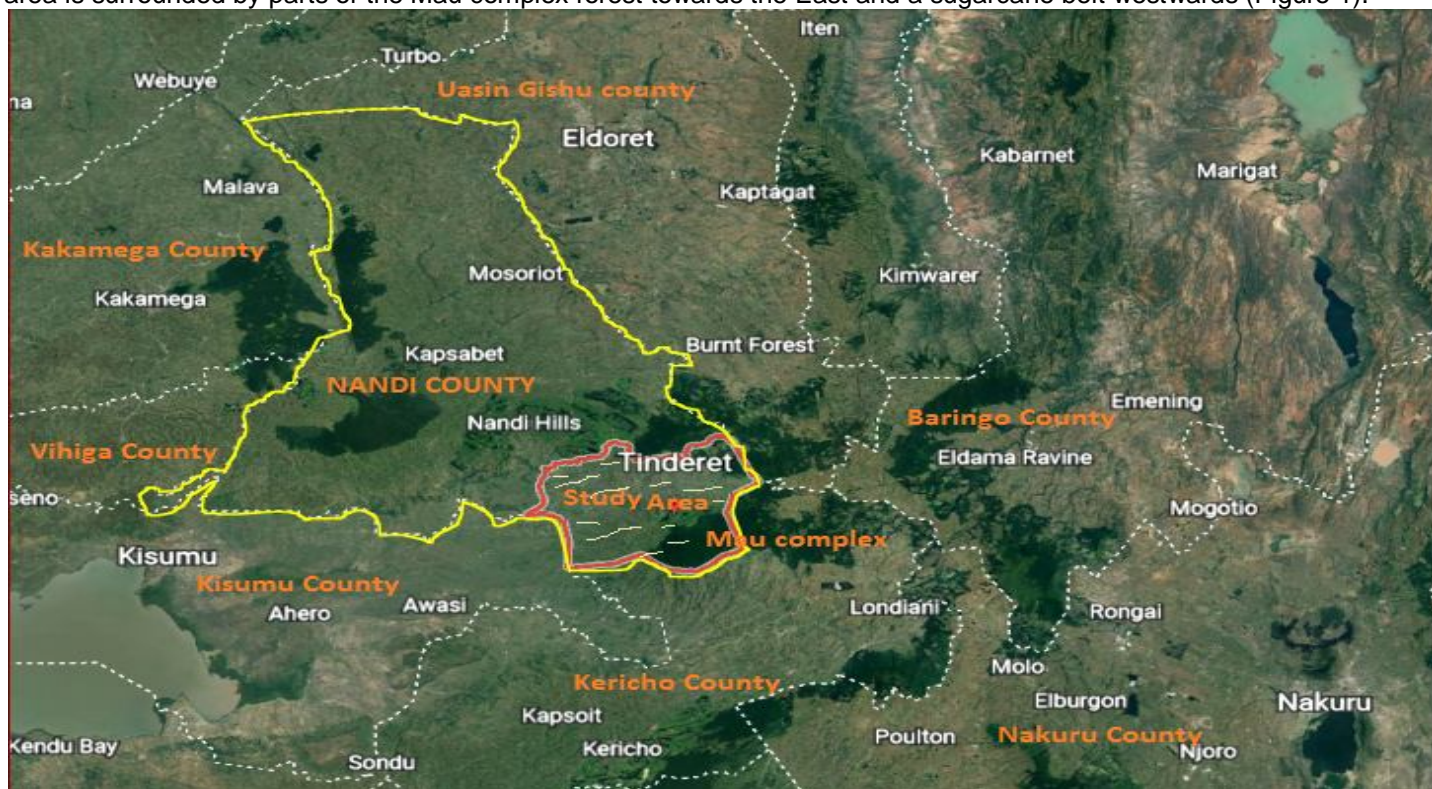 area is surrounded by parts of the Mau complex forest towards the East and a sugarcane belt westwards (Figure 1).
Iten
Turbo
Webuye
Uasin Gishu county
na
Eldoret
Kabarnet
Marigat
Malava
Kaptagat
Kakamega County
Mosoriot
Kimwarer
Kakamega
Burnt Forest
Kapsabet
NANDI COUNTY
Emening
Baringo County
Nandi Hills
Vihiga County
Tinderet
Eldama Ravine
seno
Study Area
Mogotio
Mau complex
Kisumu
Kisumu County
Awasi
Ahero
Londiani
Rongai
Molo
Kericho County
Elburgon
Nakuru
Kapsoit
Poulton
Nakuru County
Kendu Bay
Kericho
Njoro
Sondu